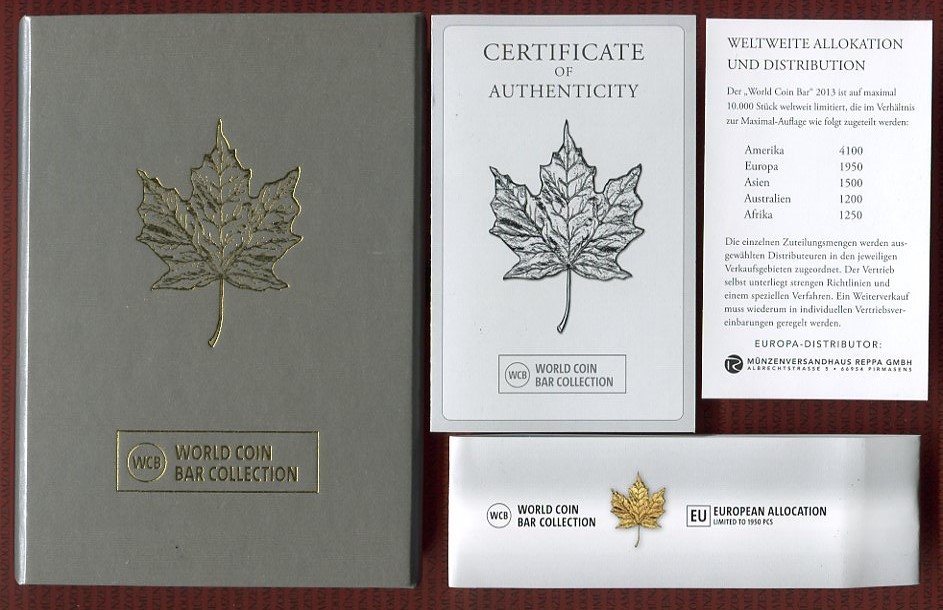 WCB
WORLD COIN
BAR COLLECTION
CERTIFICATE
OF
AUTHENTICITY
WCB
WORLD COIN
BAR COLLECTION
WELTWEITE ALLOKATION
UND DISTRIBUTION
Der „World Coin Bar“ 2013 ist auf maximal
10.000 Stück weltweit limitiert, die im Verhältnis
zur Maximal-Auflage wie folgt zugeteilt werden:
Amerika 4100
Europa 1950
Asien 1500
Australien 1200
Afrika 1250
Die einzelnen Zuteilungsmengen werden aus-
gewählten Distributeuren in den jeweiligen
Verkaufsgebieten zugeordnet. Der Vertrieb
selbst unterliegt strengen Richtlinien und
einem speziellen Verfahren. Ein Weiterverkauf
muss wiederum in individuellen Vertriebsver-
einbarungen geregelt werden.
EUROPA-DISTRIBUTOR:
MÜNZENVERSANDHAUS REPPA GMBH
ALBRECHTSTRASSE 5 • 66954 PIRMASENS
WCB
WORLD COIN
BAR COLLECTION
EU
EUROPEAN ALLOCATION
LIMITED TO 1950 PCS